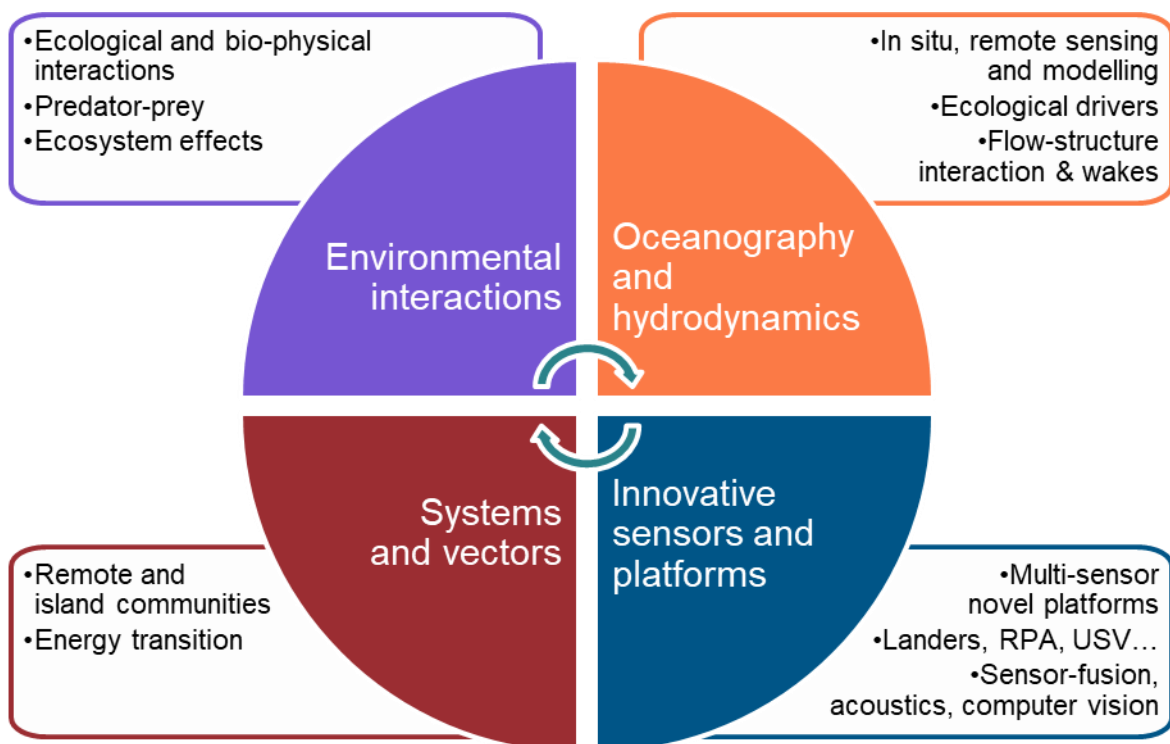 •Ecological and bio-physical
interactions
•Predator-prey
•Ecosystem effects
•In situ, remote sensing
and modelling
•Ecological drivers
•Flow-structure
interaction & wakes
Environmental
interactions
Oceanography
and
hydrodynamics
Systems
and vectors
Innovative
sensors and
platforms
•Remote and
island communities
•Energy transition
•Multi-sensor
novel platforms
•Landers, RPA, USV…
•Sensor-fusion,
acoustics, computer vision